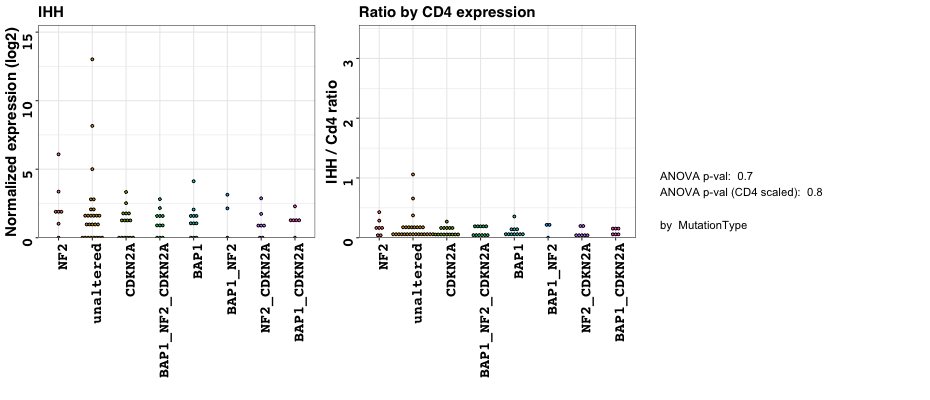 IHH
Normalized expression (log2)
0
5
10
15
NF2
unaltered
CDKN2A
BAP1_NF2_CDKN2A
BAP1
BAP1_NF2
NF2_CDKN2A
BAP1_CDKN2A
Ratio by CD4 expression
IHH / Cd4 ratio
0
1
2
3
NF2
unaltered
CDKN2A
BAP1_NF2_CDKN2A
BAP1
BAP1_NF2
NF2_CDKN2A
BAP1_CDKN2A
ANOVA p-val: 0.7
ANOVA p-val (CD4 scaled): 0.8
by MutationType